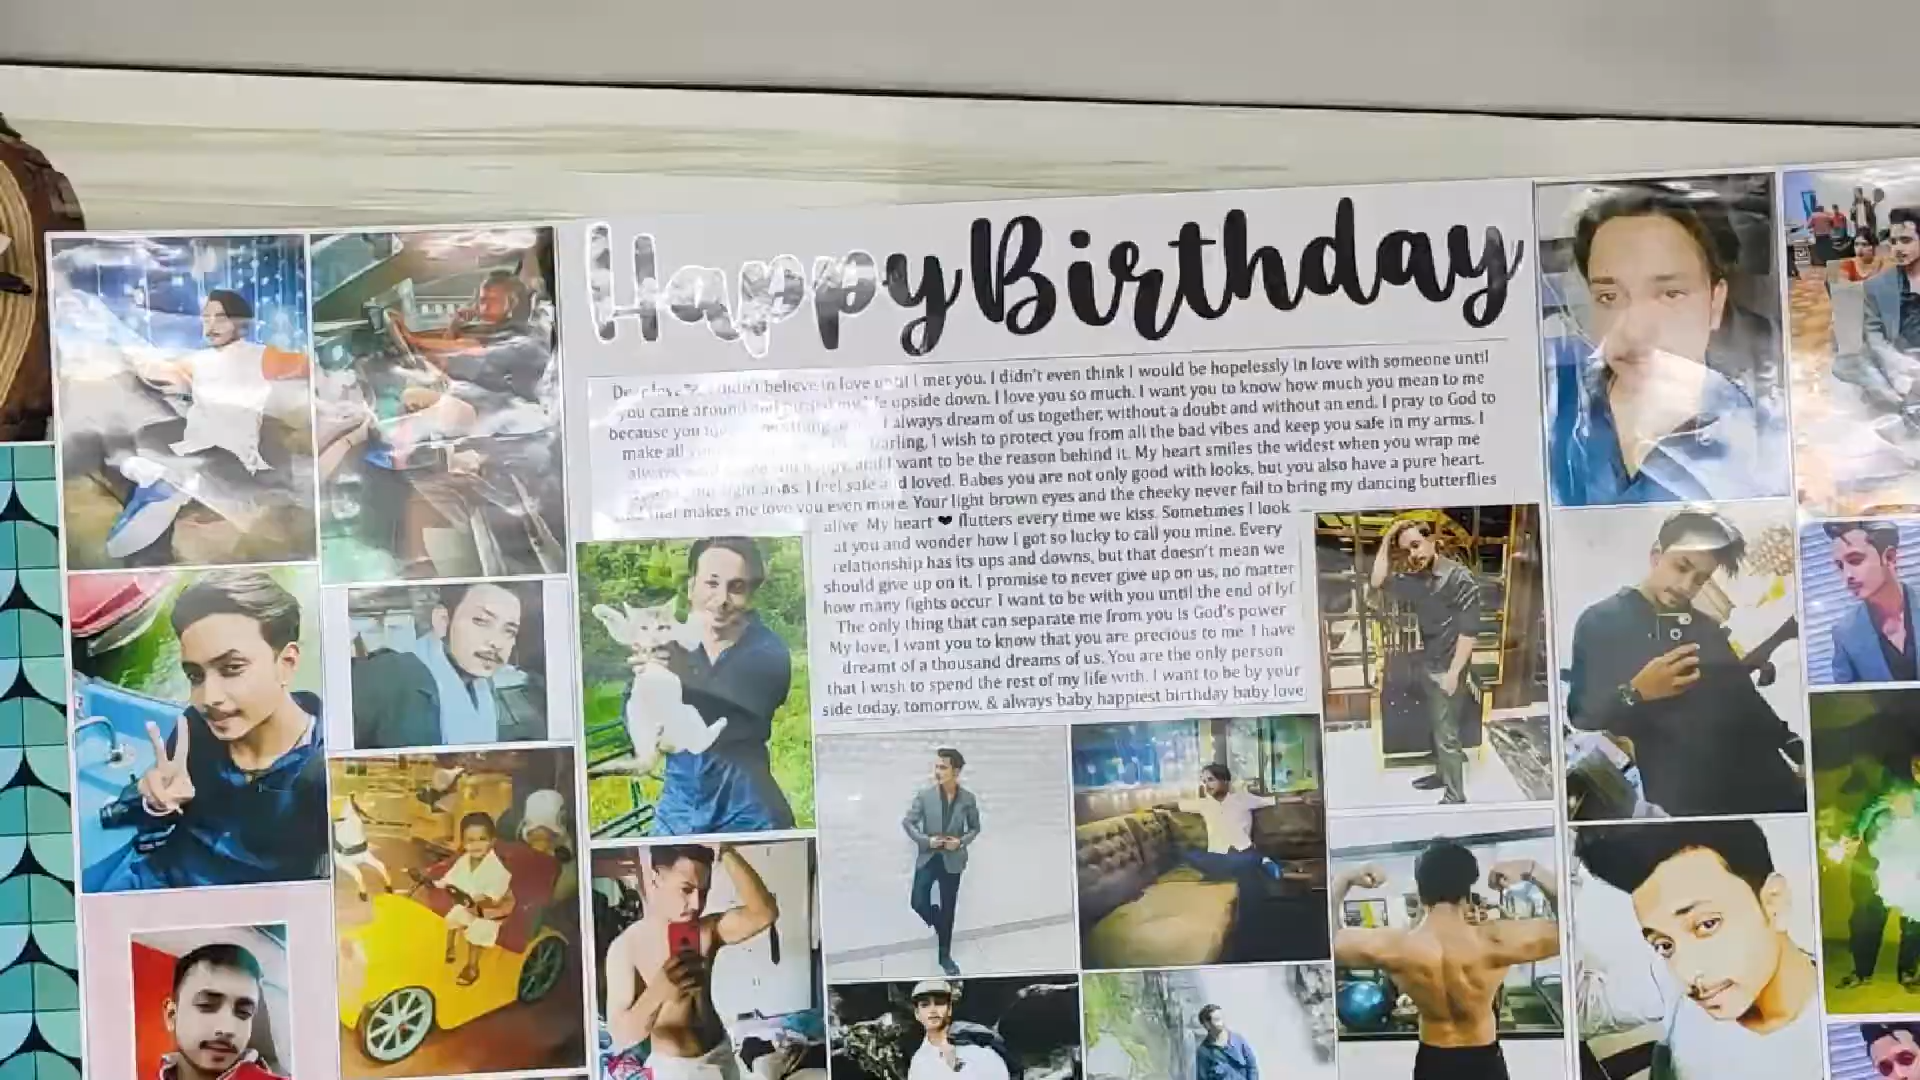 Happy Birthday
believe in love until I met you. I didn't even think I would be hopelessly in love with someone until
you came around and turned my life upside down. I love you so much. I want you to know how much you mean to me
because you I always dream of us together, without a doubt and without an end. I pray to God to
make all darling, I wish to protect you from all the bad vibes and keep you safe in my arms. I
always want to be the reason behind it. My heart smiles the widest when you wrap me
arms. I feel safe and loved. Babes you are not only good with looks, but you also have a pure heart.
that makes me love you even more. Your light brown eyes and the cheeky never fail to bring my dancing butterflies
alive. My heart ❤ flutters every time we kiss. Sometimes I look
at you and wonder how I got so lucky to call you mine. Every
relationship has its ups and downs, but that doesn't mean we
should give up on it. I promise to never give up on us, no matter
how many fights occur. I want to be with you until the end of lyf
The only thing that can separate me from you is God's power
My love, I want you to know that you are precious to me. I have
dreamt of a thousand dreams of us. You are the only person
that I wish to spend the rest of my life with. I want to be by your
side today, tomorrow, & always baby happiest birthday baby love